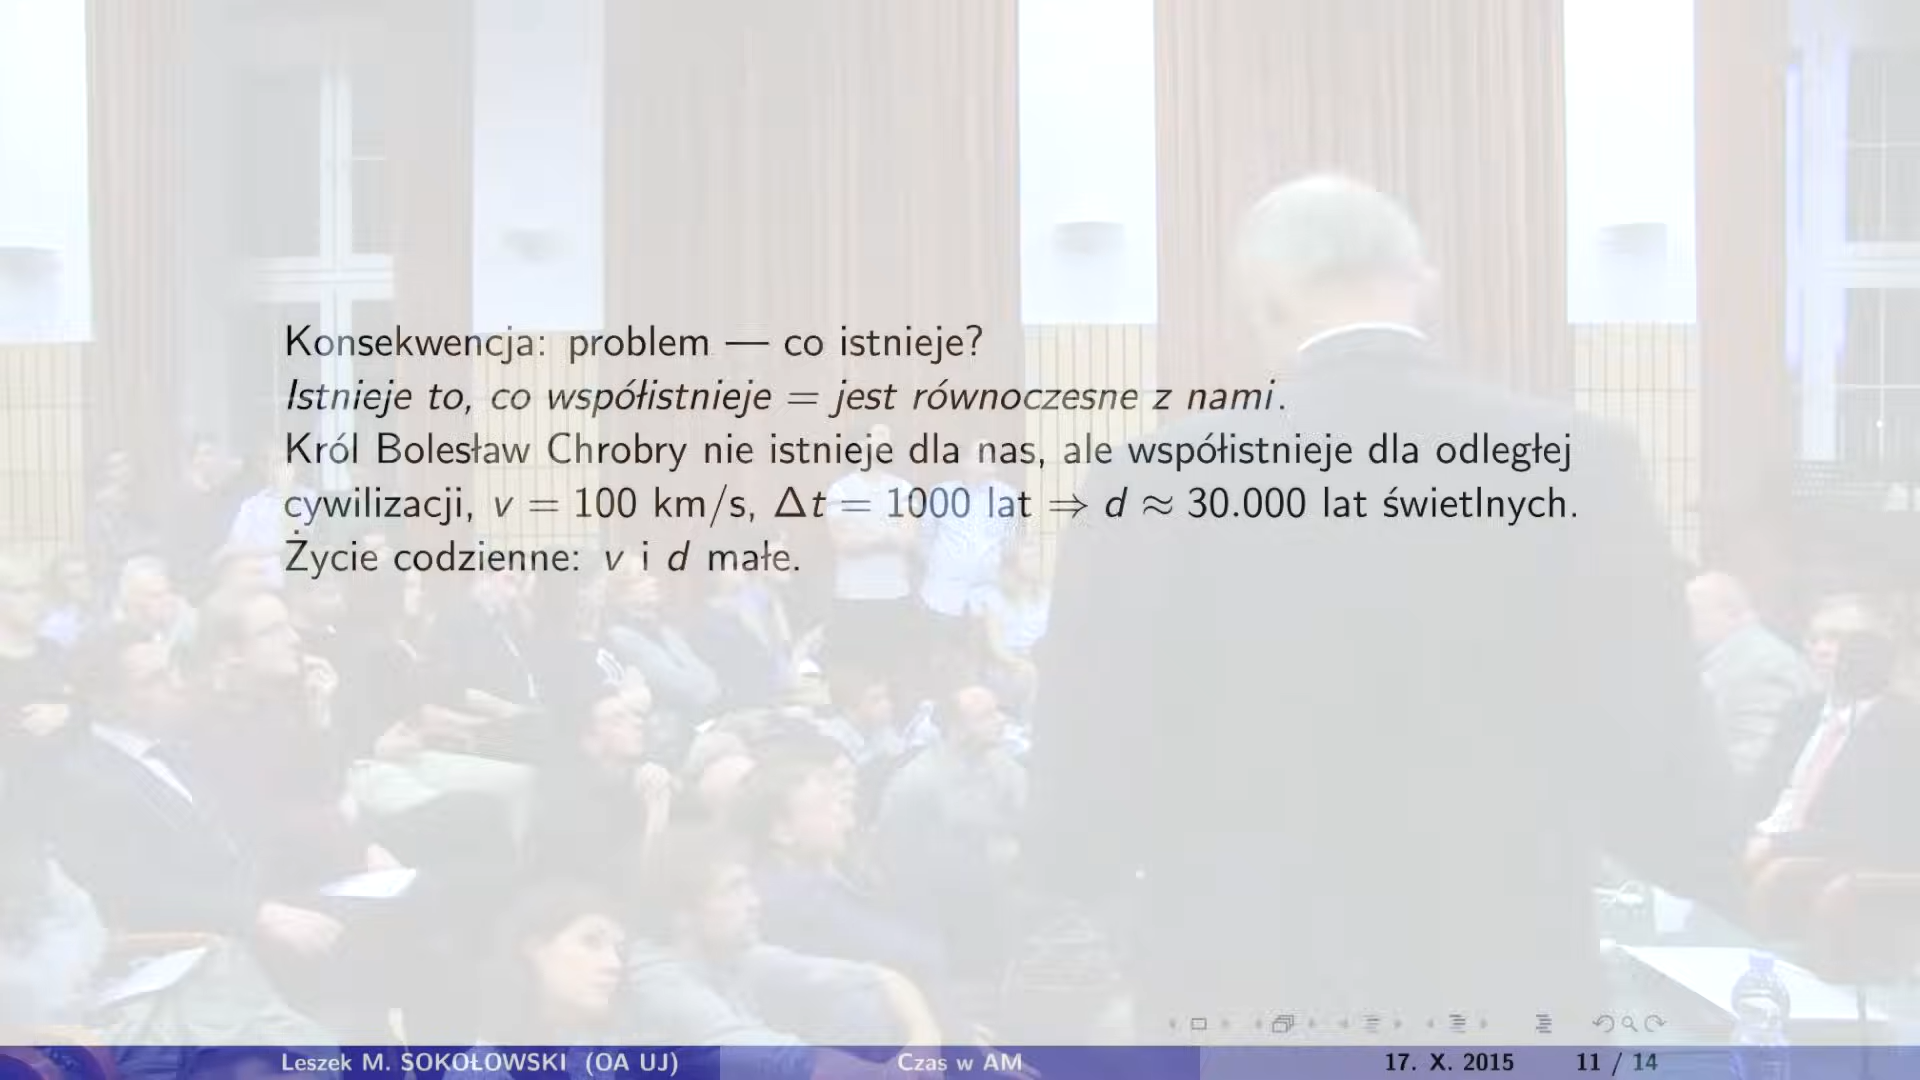 Konsekwencja: problem — co istnieje?
Istnieje to, co współistnieje = jest równoczesne z nami.
Król Bolesław Chrobry nie istnieje dla nas, ale współistnieje dla odległej
cywilizacji, v = 100 km/s, Δt = 1000 lat ⇒ d ≈ 30.000 lat świetlnych.
Życie codzienne: v i d małe.
Leszek M. SOKOŁOWSKI (OA UJ) Czas w AM 17. X. 2015 11 / 14